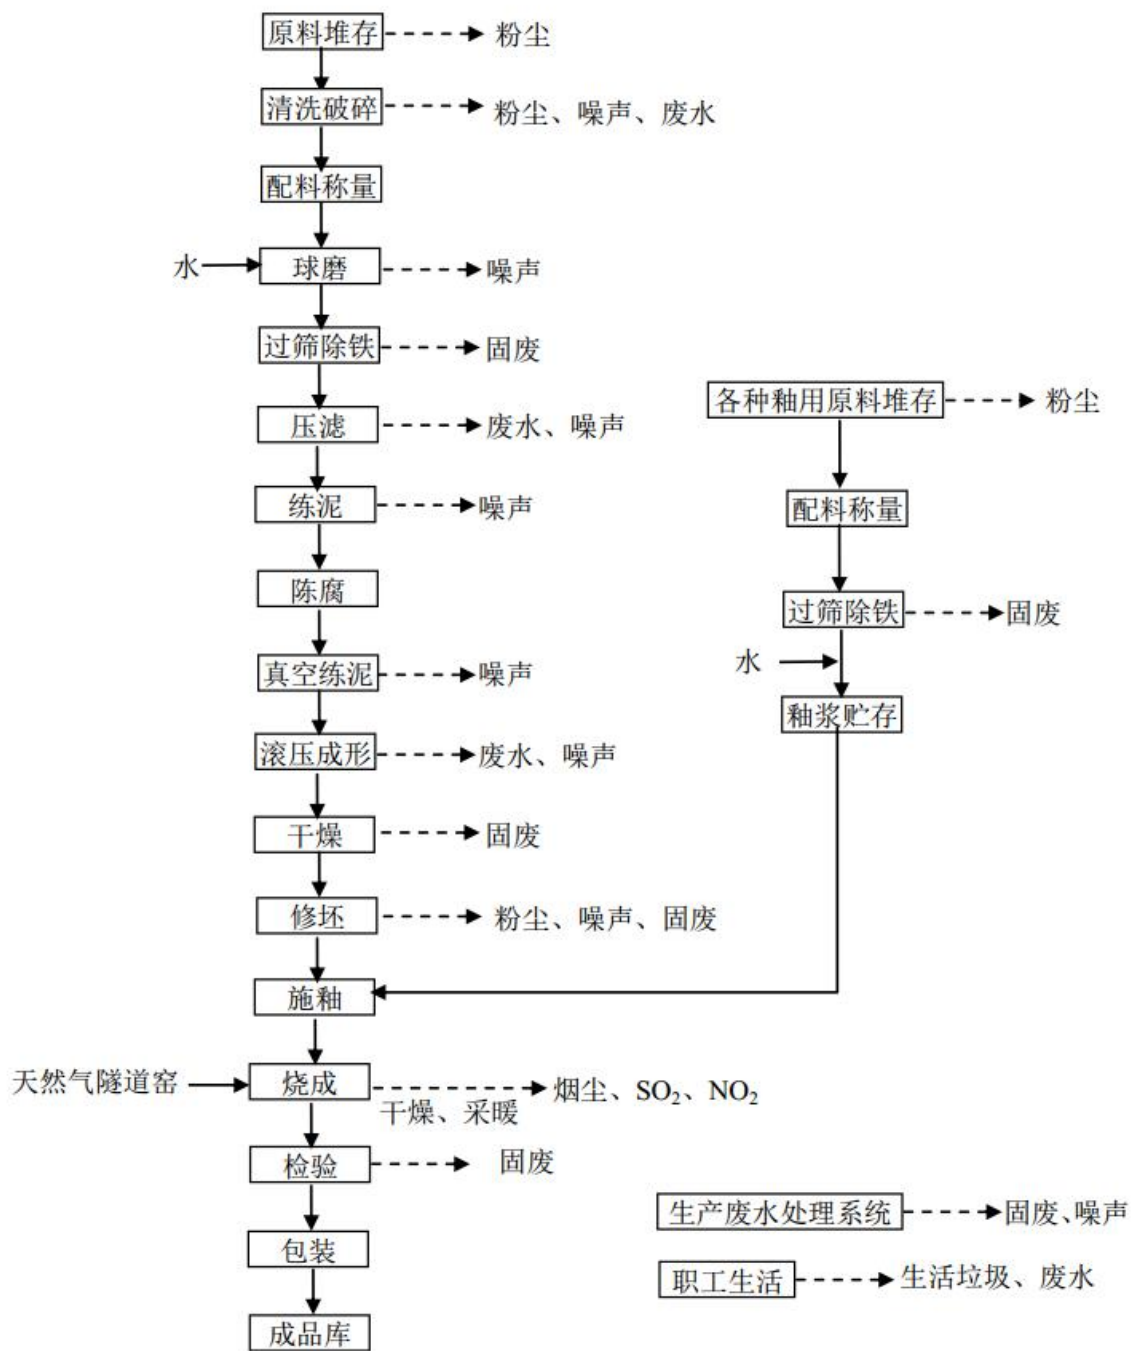 原料堆存 粉尘
清洗破碎 粉尘、噪声、废水
配料称量
水 球磨 噪声
过筛除铁 固废
压滤 废水、噪声
练泥 噪声
陈腐
真空练泥 噪声
滚压成形 废水、噪声
干燥 固废
修坯 粉尘、噪声、固废
施釉
天然气隧道窑 烧成 烟尘、SO₂、NO₂
干燥、采暖
检验 固废
包装
成品库
各种釉用原料堆存 粉尘
配料称量
过筛除铁 固废
水
釉浆贮存
生产废水处理系统 固废、噪声
职工生活 生活垃圾、废水